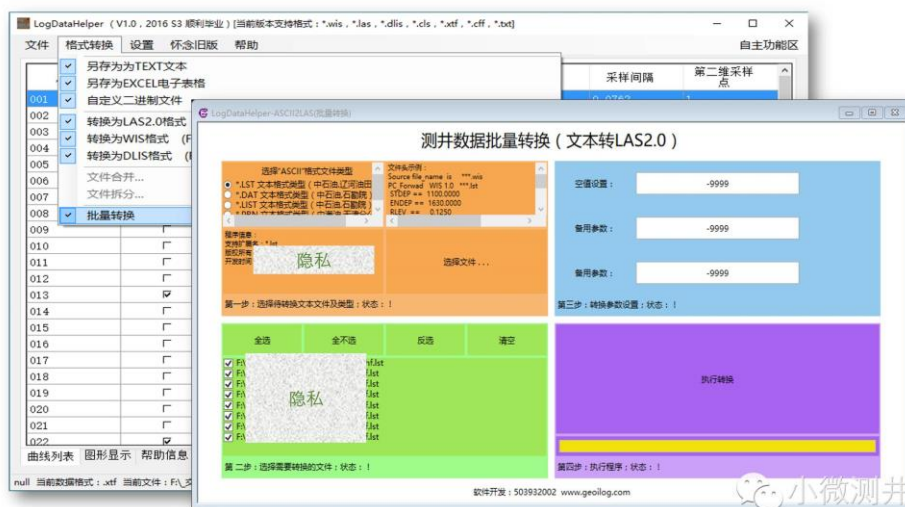 LogDataHelper （V1.0，2016 S3 顺利毕业）[当前版本支持格式：*.wis，*.las，*.dlis，*.cls，*.xtf，*.cff，*.txt]
文件 格式转换 设置 怀念旧版 帮助 自主功能区
另存为为TEXT文本
另存为EXCEL电子表格
自定义二进制文件
转换为LAS2.0格式
转换为WIS格式
转换为DLIS格式
文件合并...
文件拆分...
批量转换
采样间隔
第二维采样点
001
002
003
004
005
006
007
008
009
010
011
012
013
014
015
016
017
018
019
020
021
022
曲线列表 图形显示 帮助信息
null 当前数据格式：.xtf 当前文件：F:\
LogDataHelper-ASCII2LAS(批量转换)
测井数据批量转换（文本转LAS2.0）
选择"ASCII"格式文件类型
*.LST 文本格式类型（中石油,辽河油田
*.DAT 文本格式类型（中石油,石勘院）
*.LIST 文本格式类型（中石油,石勘院）
文件头示例：
Source file_name is ***.wis
PC Forwad WIS 1.0 ***.lst
STDEP == 1100.0000
ENDEP == 1630.0000
RLEV == 0.1250
程序信息：
支持扩展名：*.lst
版权所有
开发时间
隐私
选择文件 . . .
第一步：选择待转换文本文件及类型；状态：！
空值设置： -9999
备用参数： -9999
备用参数： -9999
第三步：转换参数设置；状态：！
全选 全不选 反选 清空
隐私
第 二步：选择需要转换的文件；状态：！
执行转换
第四步：执行程序；状态：！
软件开发：503932002 www.geoilog.com
小微测井